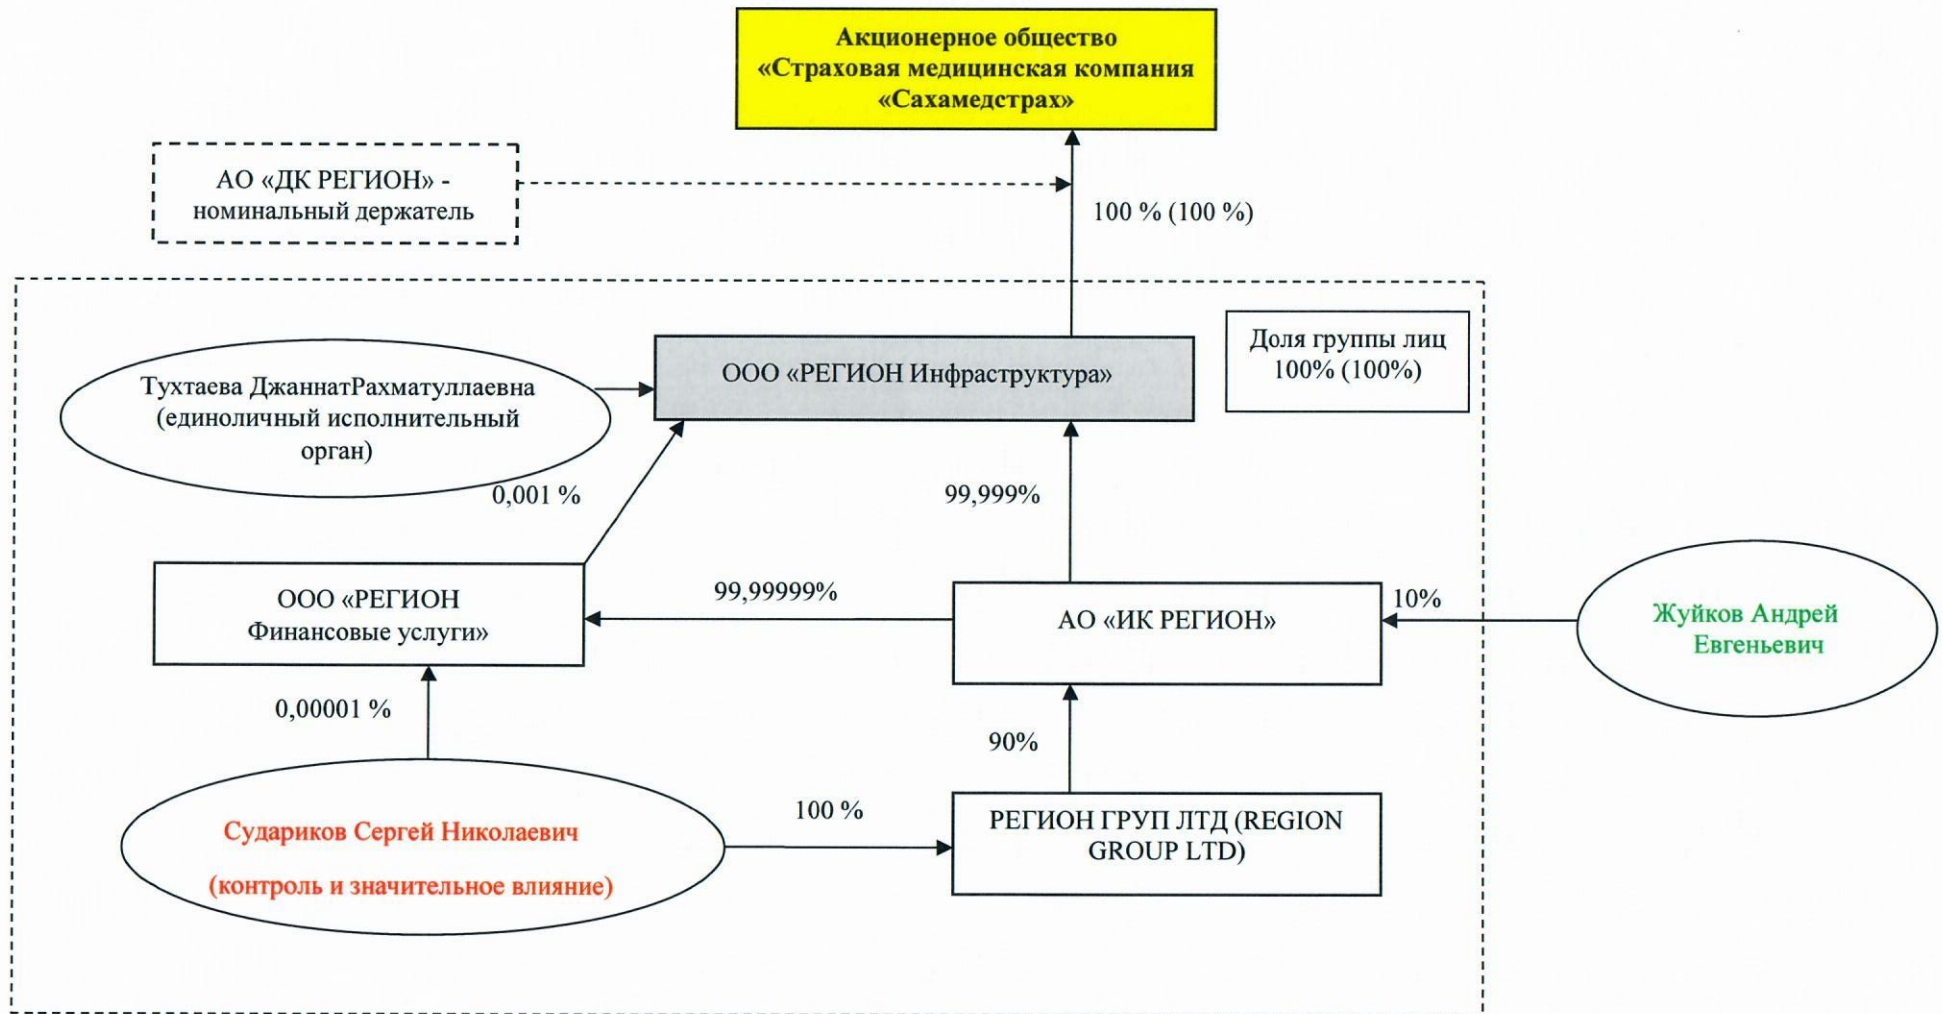 Акционерное общество
«Страховая медицинская компания
«Сахамедстрах»
АО «ДК РЕГИОН» -
номинальный держатель
100 % (100 %)
Доля группы лиц
100% (100%)
ООО «РЕГИОН Инфраструктура»
Тухтаева ДжаннатРахматуллаевна
(единоличный исполнительный
орган)
0,001 %
99,999%
ООО «РЕГИОН
Финансовые услуги»
99,99999%
АО «ИК РЕГИОН»
10%
Жуйков Андрей
Евгеньевич
0,00001 %
90%
Судариков Сергей Николаевич
(контроль и значительное влияние)
100 %
РЕГИОН ГРУП ЛТД (REGION
GROUP LTD)